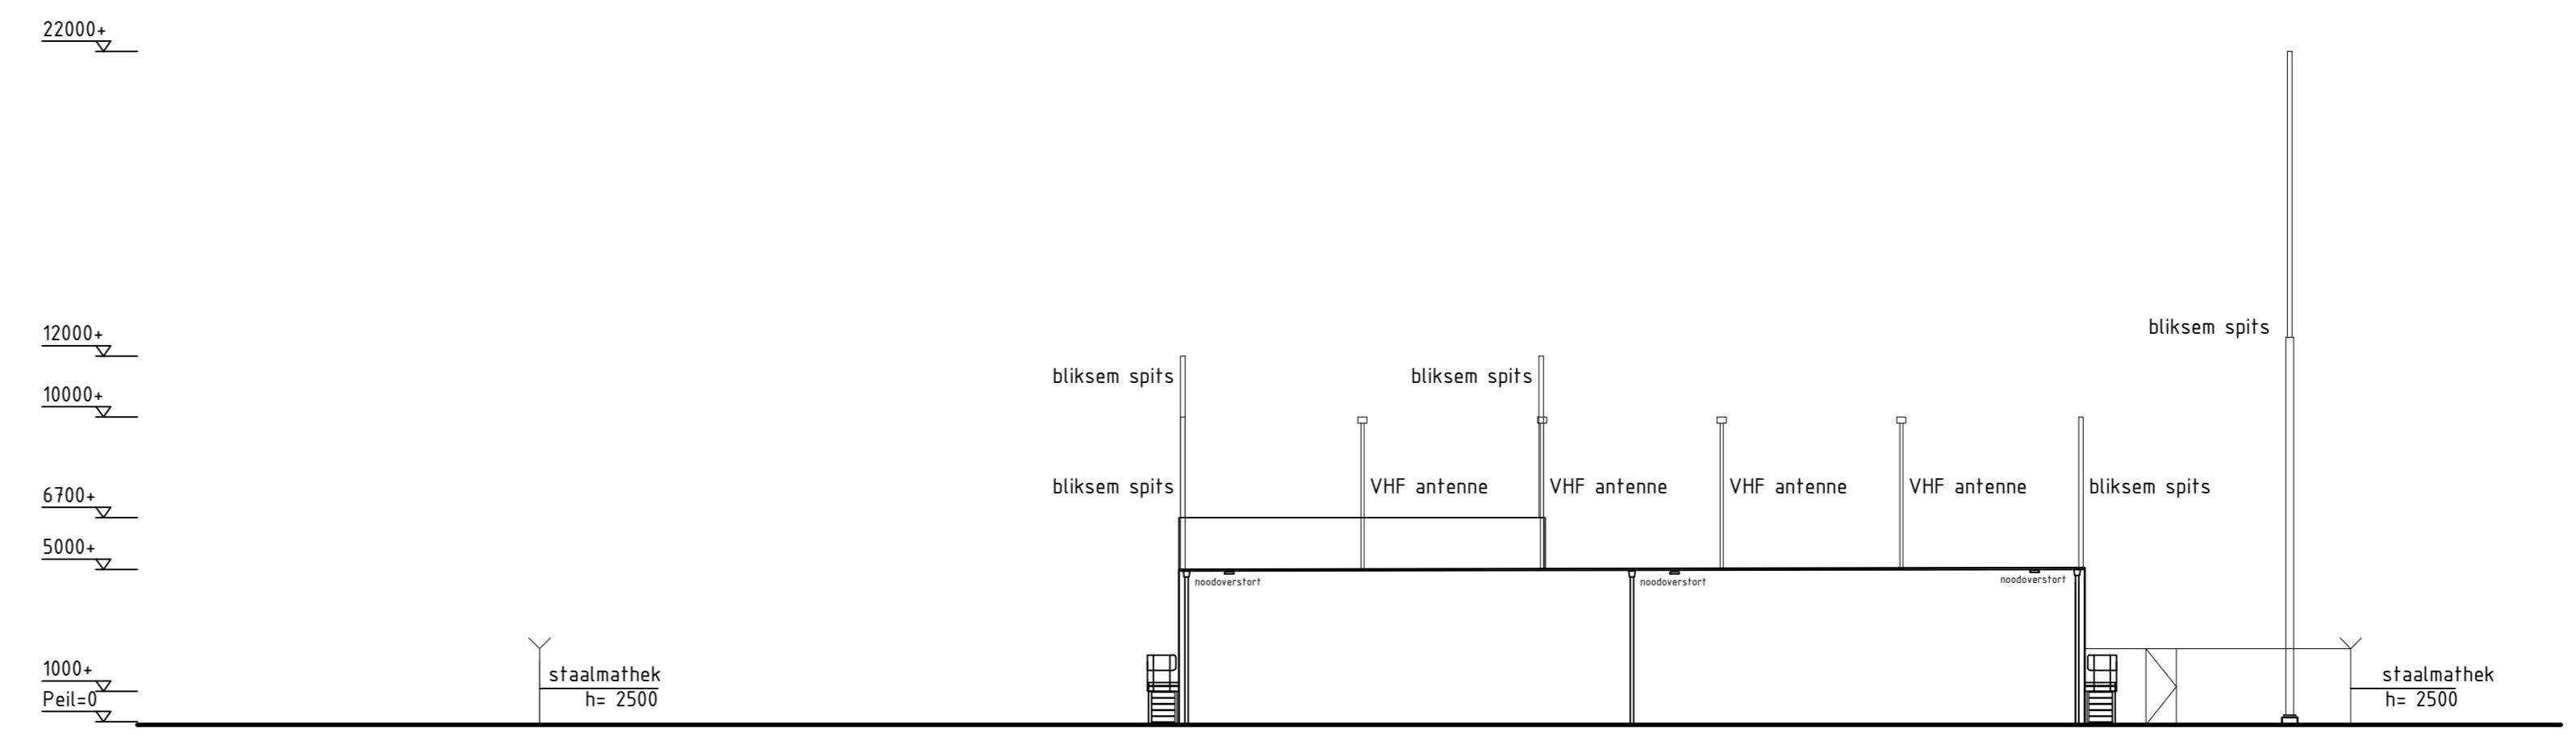 22000+
12000+
10000+
6700+
5000+
1000+
Peil=0
staalmathek
h= 2500
bliksem spits
bliksem spits
bliksem spits
bliksem spits
VHF antenne
VHF antenne
VHF antenne
VHF antenne
bliksem spits
noodoverstort
noodoverstort
noodoverstort
staalmathek
h= 2500